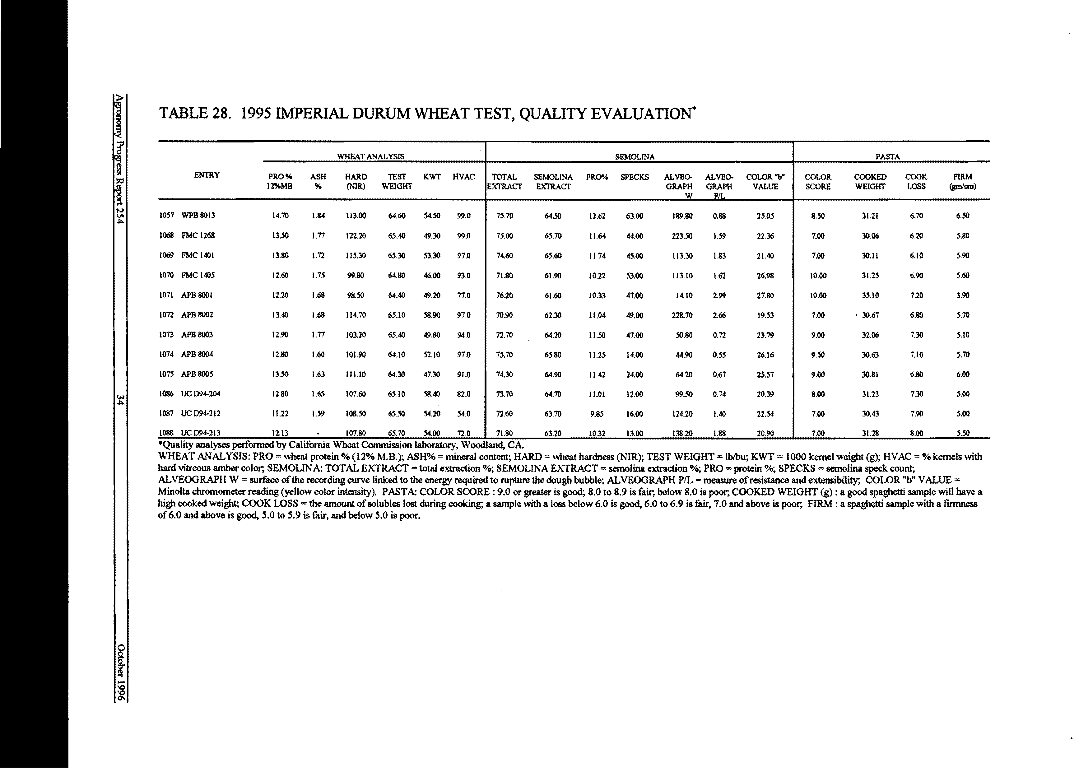 TABLE 28. 1995 IMPERIAL DURUM WHEAT TEST, QUALITY EVALUATION*
WHEAT ANALYSIS SEMOLINA PASTA
ENTRY PRO % ASH HARD TEST KWT HVAC TOTAL SEMOLINA PRO% SPECKS ALVEO- ALVEO- COLOR "b" COLOR COOKED COOK FIRM
12%MB % (NIR) WEIGHT EXTRACT EXTRACT GRAPH GRAPH VALUE SCORE WEIGHT LOSS (gm/cm)
W P/L
1057 WPB 8013 14.70 1.84 113.00 64.60 54.50 99.0 75.70 64.50 12.62 63.00 189.80 0.88 25.05 8.50 31.21 6.70 6.50
1068 FMC 1268 13.50 1.77 122.20 65.40 49.30 99.0 75.00 65.70 11.64 44.00 223.50 1.59 22.36 7.00 30.06 6.20 5.80
1069 FMC 1401 13.80 1.72 115.30 65.30 53.30 97.0 74.60 65.60 11.74 45.00 113.30 1.83 21.40 7.00 30.11 6.10 5.90
1070 FMC 1405 12.60 1.75 99.80 64.80 46.00 93.0 71.80 61.90 10.22 53.00 113.10 1.62 26.98 10.00 31.25 6.90 5.60
1071 APB 8001 12.20 1.68 98.50 64.40 49.20 77.0 76.20 61.60 10.33 47.00 14.10 2.99 27.80 10.00 35.10 7.20 3.90
1072 APB 8002 13.40 1.68 114.70 65.10 58.90 97.0 70.90 62.30 11.04 49.00 228.70 2.66 19.53 7.00 30.67 6.80 5.70
1073 APB 8003 12.90 1.77 103.20 65.40 49.80 94.0 72.70 64.20 11.50 47.00 50.80 0.72 23.79 9.00 32.06 7.30 5.10
1074 APB 8004 12.80 1.60 101.90 64.10 52.10 97.0 75.70 65.80 11.25 14.00 44.90 0.55 26.16 9.50 30.63 7.10 5.70
1075 APB 8005 13.50 1.63 111.10 64.30 47.30 91.0 74.30 64.90 11.42 24.00 64.20 0.67 23.57 9.00 30.81 6.80 6.00
1086 UC D94-204 12.80 1.65 107.60 65.10 58.40 82.0 73.70 64.70 11.01 12.00 99.50 0.74 20.39 8.00 31.23 7.30 5.00
1087 UC D94-212 11.22 1.59 108.50 65.50 54.20 54.0 72.60 63.70 9.85 16.00 124.20 1.40 22.54 7.00 30.43 7.90 5.00
1088 UC D94-213 12.13 - 107.80 65.70 54.00 72.0 71.80 63.20 10.32 13.00 138.20 1.88 20.90 7.00 31.28 8.00 5.50
*Quality analyses performed by California Wheat Commission laboratory, Woodland, CA.
WHEAT ANALYSIS: PRO = wheat protein % (12% M.B.); ASH% = mineral content; HARD = wheat hardness (NIR); TEST WEIGHT = lb/bu; KWT = 1000 kernel weight (g); HVAC = % kernels with
hard vitreous amber color; SEMOLINA: TOTAL EXTRACT = total extraction %; SEMOLINA EXTRACT = semolina extraction %; PRO = protein %; SPECKS = semolina speck count;
ALVEOGRAPH W = surface of the recording curve linked to the energy required to rupture the dough bubble; ALVEOGRAPH P/L = measure of resistance and extensibility; COLOR "b" VALUE =
Minolta chromometer reading (yellow color intensity). PASTA: COLOR SCORE : 9.0 or greater is good; 8.0 to 8.9 is fair; below 8.0 is poor; COOKED WEIGHT (g) : a good spaghetti sample will have a
high cooked weight; COOK LOSS = the amount of solubles lost during cooking; a sample with a loss below 6.0 is good, 6.0 to 6.9 is fair, 7.0 and above is poor; FIRM : a spaghetti sample with a firmness
of 6.0 and above is good, 5.0 to 5.9 is fair, and below 5.0 is poor.
Agronomy Progress Report 254 34 October 1996